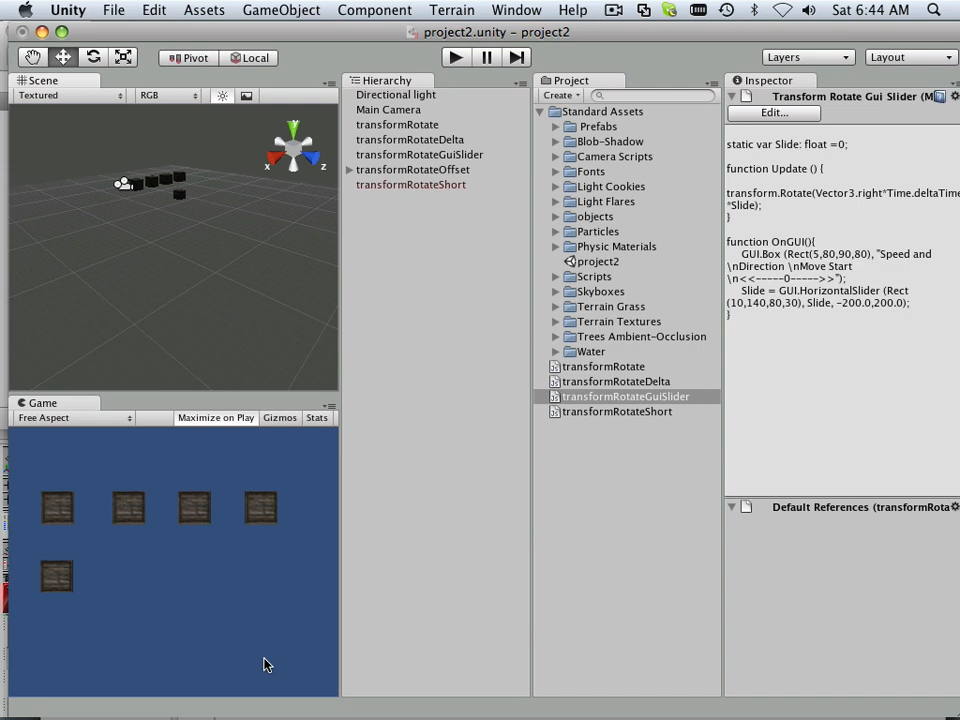 Unity File Edit Assets GameObject Component Terrain Window Help Sat 6:44 AM
project2.unity - project2
Pivot Local Layers Layout
Scene
Textured RGB
y
x z
Game
Free Aspect Maximize on Play Gizmos Stats
Hierarchy
Directional light
Main Camera
transformRotate
transformRotateDelta
transformRotateGuiSlider
transformRotateOffset
transformRotateShort
Project
Create
Standard Assets
Prefabs
Blob-Shadow
Camera Scripts
Fonts
Light Cookies
Light Flares
objects
Particles
Physic Materials
project2
Scripts
Skyboxes
Terrain Grass
Terrain Textures
Trees Ambient-Occlusion
Water
transformRotate
transformRotateDelta
transformRotateGuiSlider
transformRotateShort
Inspector
Transform Rotate Gui Slider (M
Edit...
static var Slide: float =0;
function Update () {
transform.Rotate(Vector3.right*Time.deltaTime
*Slide);
}
function OnGUI(){
GUI.Box (Rect(5,80,90,80), "Speed and
\nDirection \nMove Start
\n<<-----0----->>");
Slide = GUI.HorizontalSlider (Rect
(10,140,80,30), Slide, -200.0,200.0);
}
Default References (transformRota